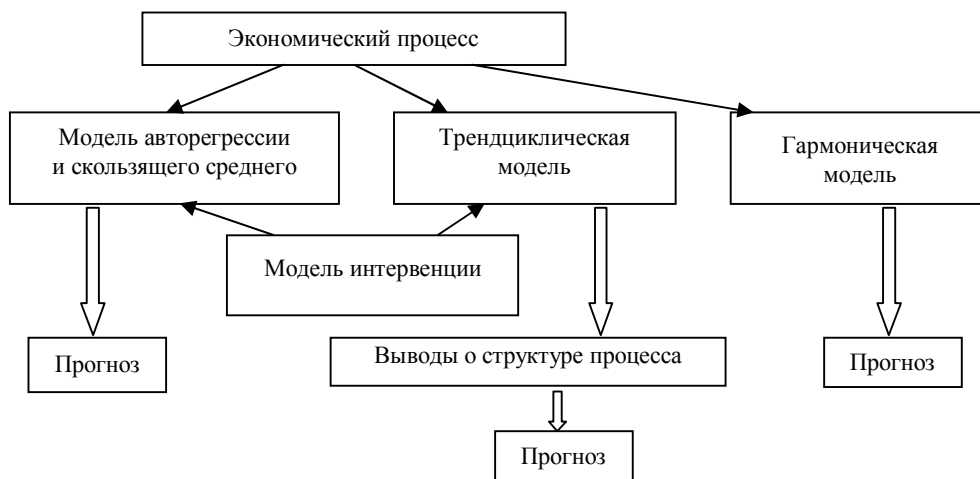 Экономический процесс
Модель авторегрессии
и скользящего среднего
Трендциклическая
модель
Гармоническая
модель
Модель интервенции
Прогноз
Выводы о структуре процесса
Прогноз
Прогноз